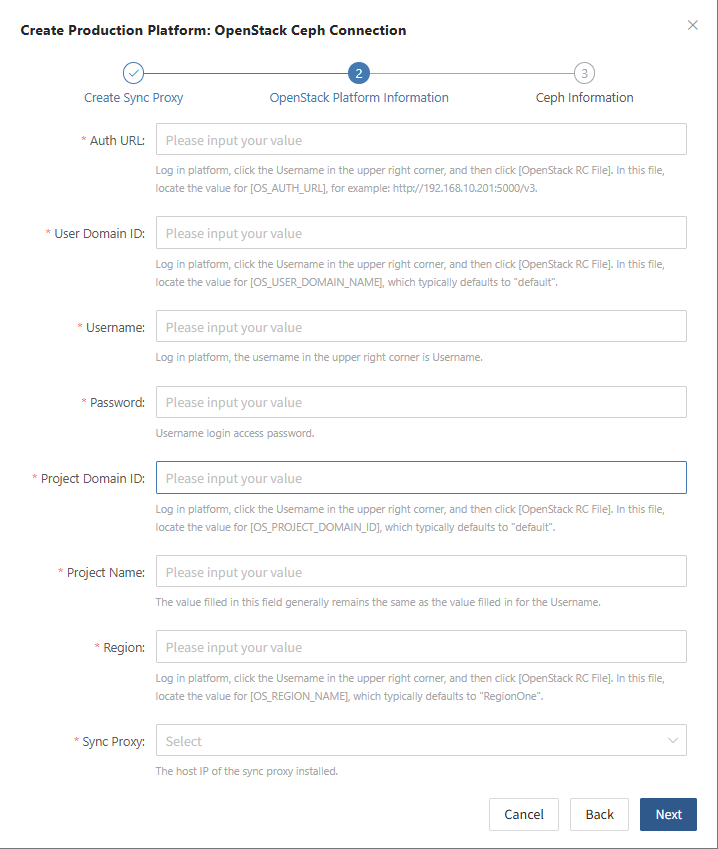 Create Production Platform: OpenStack Ceph Connection
2
3
Create Sync Proxy
OpenStack Platform Information
Ceph Information
* Auth URL:
Please input your value
Log in platform, click the Username in the upper right corner, and then click [OpenStack RC File]. In this file,
locate the value for [OS_AUTH_URL], for example: http://192.168.10.201:5000/v3.
* User Domain ID:
Please input your value
Log in platform, click the Username in the upper right corner, and then click [OpenStack RC File]. In this file,
locate the value for [OS_USER_DOMAIN_NAME], which typically defaults to "default".
* Username:
Please input your value
Log in platform, the username in the upper right corner is Username.
* Password:
Please input your value
Username login access password.
* Project Domain ID:
Please input your value
Log in platform, click the Username in the upper right corner, and then click [OpenStack RC File]. In this file,
locate the value for [OS_PROJECT_DOMAIN_ID], which typically defaults to "default".
* Project Name:
Please input your value
The value filled in this field generally remains the same as the value filled in for the Username.
* Region:
Please input your value
Log in platform, click the Username in the upper right corner, and then click [OpenStack RC File]. In this file,
locate the value for [OS_REGION_NAME], which typically defaults to "RegionOne".
* Sync Proxy:
Select
The host IP of the sync proxy installed.
Cancel
Back
Next